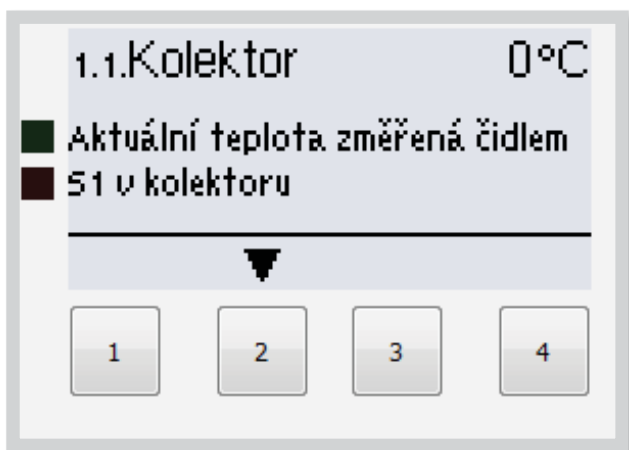 1.1.Kolektor 0°C
Aktuální teplota změřená čidlem
S1 v kolektoru
1 2 3 4